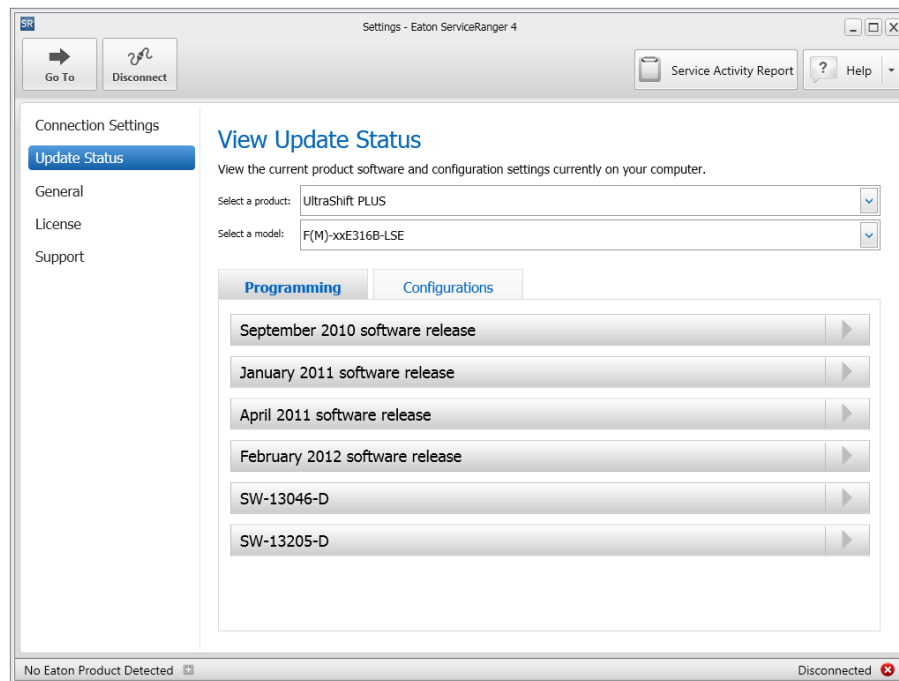 SR
Settings - Eaton ServiceRanger 4
Go To
Disconnect
Service Activity Report
? Help
Connection Settings
Update Status
General
License
Support
View Update Status
View the current product software and configuration settings currently on your computer.
Select a product: UltraShift PLUS
Select a model: F(M)-xxE316B-LSE
Programming
Configurations
September 2010 software release
January 2011 software release
April 2011 software release
February 2012 software release
SW-13046-D
SW-13205-D
No Eaton Product Detected
Disconnected